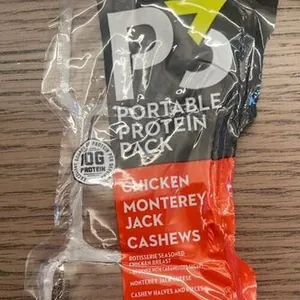 P3
PORTABLE
PROTEIN
PACK
10G
PROTEIN
CHICKEN
MONTEREY
JACK
CASHEWS
ROTISSERIE SEASONED
CHICKEN BREAST
MONTEREY JACK CHEESE
CASHEW HALVES AND PIECES